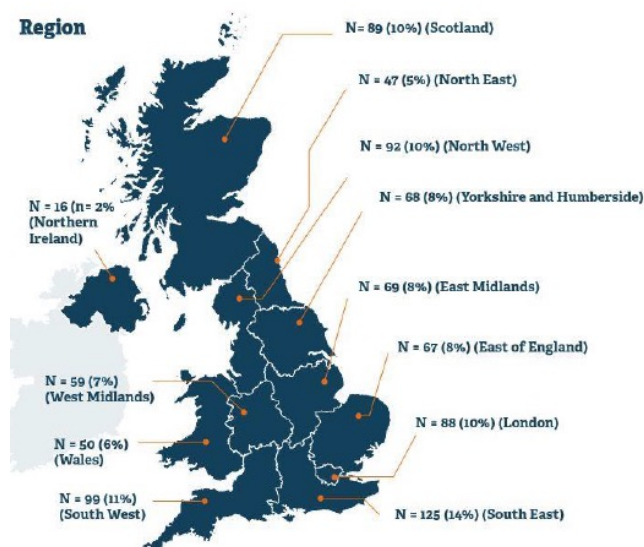 Region
N= 89 (10%) (Scotland)
N = 47 (5%) (North East)
N = 92 (10%) (North West)
N = 68 (8%) (Yorkshire and Humberside)
N = 16 (n= 2%
(Northern
Ireland)
N = 69 (8%) (East Midlands)
N = 67 (8%) (East of England)
N = 59 (7%)
(West Midlands)
N = 88 (10%) (London)
N = 50 (6%)
(Wales)
N = 99 (11%)
(South West)
N = 125 (14%) (South East)